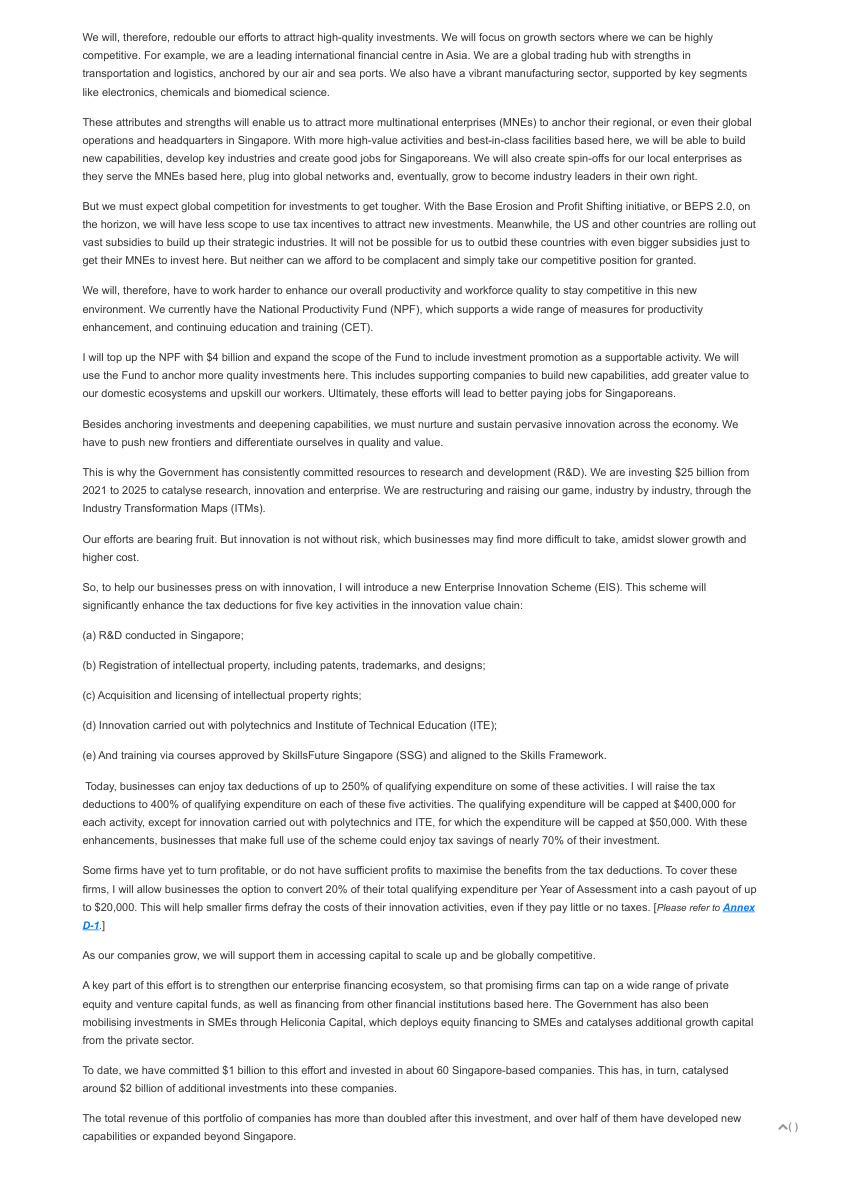 We will, therefore, redouble our efforts to attract high-quality investments. We will focus on growth sectors where we can be highly
competitive. For example, we are a leading international financial centre in Asia. We are a global trading hub with strengths in
transportation and logistics, anchored by our air and sea ports. We also have a vibrant manufacturing sector, supported by key segments
like electronics, chemicals and biomedical science.
These attributes and strengths will enable us to attract more multinational enterprises (MNEs) to anchor their regional, or even their global
operations and headquarters in Singapore. With more high-value activities and best-in-class facilities based here, we will be able to build
new capabilities, develop key industries and create good jobs for Singaporeans. We will also create spin-offs for our local enterprises as
they serve the MNEs based here, plug into global networks and, eventually, grow to become industry leaders in their own right.
But we must expect global competition for investments to get tougher. With the Base Erosion and Profit Shifting initiative, or BEPS 2.0, on
the horizon, we will have less scope to use tax incentives to attract new investments. Meanwhile, the US and other countries are rolling out
vast subsidies to build up their strategic industries. It will not be possible for us to outbid these countries with even bigger subsidies just to
get their MNEs to invest here. But neither can we afford to be complacent and simply take our competitive position for granted.
We will, therefore, have to work harder to enhance our overall productivity and workforce quality to stay competitive in this new
environment. We currently have the National Productivity Fund (NPF), which supports a wide range of measures for productivity
enhancement, and continuing education and training (CET).
I will top up the NPF with $4 billion and expand the scope of the Fund to include investment promotion as a supportable activity. We will
use the Fund to anchor more quality investments here. This includes supporting companies to build new capabilities, add greater value to
our domestic ecosystems and upskill our workers. Ultimately, these efforts will lead to better paying jobs for Singaporeans.
Besides anchoring investments and deepening capabilities, we must nurture and sustain pervasive innovation across the economy. We
have to push new frontiers and differentiate ourselves in quality and value.
This is why the Government has consistently committed resources to research and development (R&D). We are investing $25 billion from
2021 to 2025 to catalyse research, innovation and enterprise. We are restructuring and raising our game, industry by industry, through the
Industry Transformation Maps (ITMs).
Our efforts are bearing fruit. But innovation is not without risk, which businesses may find more difficult to take, amidst slower growth and
higher cost.
So, to help our businesses press on with innovation, I will introduce a new Enterprise Innovation Scheme (EIS). This scheme will
significantly enhance the tax deductions for five key activities in the innovation value chain:
(a) R&D conducted in Singapore;
(b) Registration of intellectual property, including patents, trademarks, and designs;
(c) Acquisition and licensing of intellectual property rights;
(d) Innovation carried out with polytechnics and Institute of Technical Education (ITE);
(e) And training via courses approved by SkillsFuture Singapore (SSG) and aligned to the Skills Framework.
Today, businesses can enjoy tax deductions of up to 250% of qualifying expenditure on some of these activities. I will raise the tax
deductions to 400% of qualifying expenditure on each of these five activities. The qualifying expenditure will be capped at $400,000 for
each activity, except for innovation carried out with polytechnics and ITE, for which the expenditure will be capped at $50,000. With these
enhancements, businesses that make full use of the scheme could enjoy tax savings of nearly 70% of their investment.
Some firms have yet to turn profitable, or do not have sufficient profits to maximise the benefits from the tax deductions. To cover these
firms, I will allow businesses the option to convert 20% of their total qualifying expenditure per Year of Assessment into a cash payout of up
to $20,000. This will help smaller firms defray the costs of their innovation activities, even if they pay little or no taxes. [Please refer to Annex
D-1.]
As our companies grow, we will support them in accessing capital to scale up and be globally competitive.
A key part of this effort is to strengthen our enterprise financing ecosystem, so that promising firms can tap on a wide range of private
equity and venture capital funds, as well as financing from other financial institutions based here. The Government has also been
mobilising investments in SMEs through Heliconia Capital, which deploys equity financing to SMEs and catalyses additional growth capital
from the private sector.
To date, we have committed $1 billion to this effort and invested in about 60 Singapore-based companies. This has, in turn, catalysed
around $2 billion of additional investments into these companies.
The total revenue of this portfolio of companies has more than doubled after this investment, and over half of them have developed new
capabilities or expanded beyond Singapore.
( )